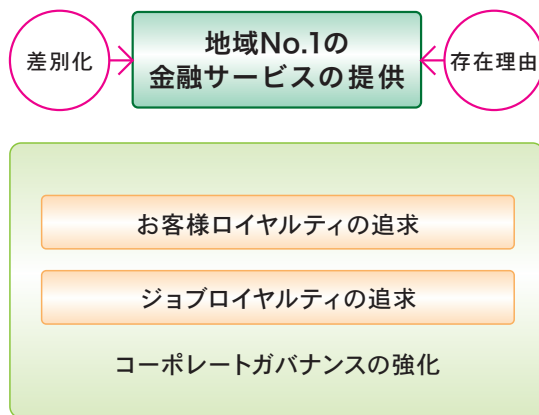 差別化
地域No.1の
金融サービスの提供
存在理由
お客様ロイヤルティの追求
ジョブロイヤルティの追求
コーポレートガバナンスの強化